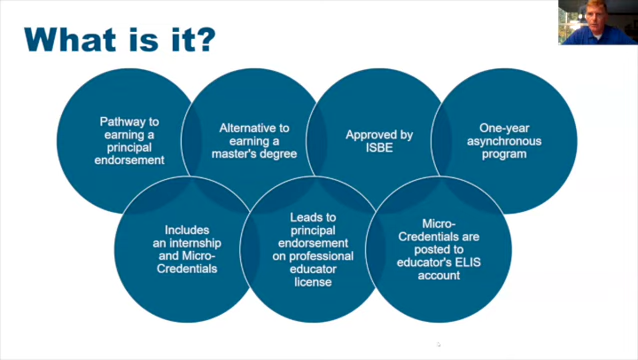 What is it?
Pathway to
earning a
principal
endorsement
Alternative to
earning a
master's degree
Approved by
ISBE
One-year
asynchronous
program
Includes
an internship
and Micro-
Credentials
Leads to
principal
endorsement
on professional
educator
license
Micro-
Credentials are
posted to
educator's ELIS
account